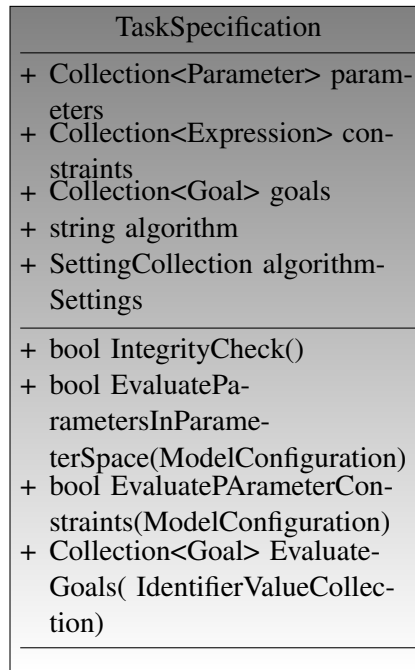 TaskSpecification
+ Collection<Parameter> param-
eters
+ Collection<Expression> con-
straints
+ Collection<Goal> goals
+ string algorithm
+ SettingCollection algorithm-
Settings
+ bool IntegrityCheck()
+ bool EvaluatePa-
rametersInParame-
terSpace(ModelConfiguration)
+ bool EvaluatePArameterCon-
straints(ModelConfiguration)
+ Collection<Goal> Evaluate-
Goals( IdentifierValueCollec-
tion)